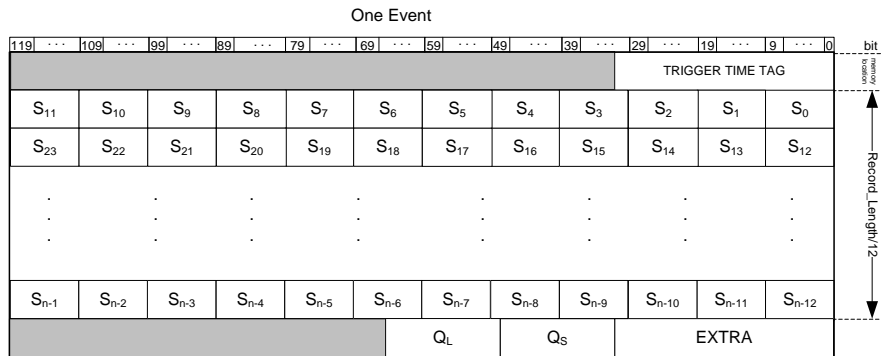 One Event
119 ··· 109 ··· 99 ··· 89 ··· 79 ··· 69 ··· 59 ··· 49 ··· 39 ··· 29 ··· 19 ··· 9 ··· 0 bit
TRIGGER TIME TAG
memory
location
S11 S10 S9 S8 S7 S6 S5 S4 S3 S2 S1 S0
S23 S22 S21 S20 S19 S18 S17 S16 S15 S14 S13 S12
Record_Length/12
Sn-1 Sn-2 Sn-3 Sn-4 Sn-5 Sn-6 Sn-7 Sn-8 Sn-9 Sn-10 Sn-11 Sn-12
QL QS EXTRA